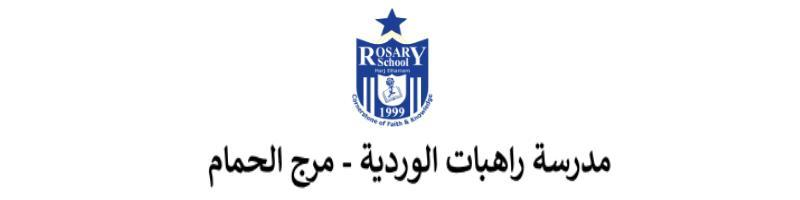 ROSARY
School
Marj Elhamam
1999
Cornerstone of Faith & Knowledge
مدرسة راهبات الوردية - مرج الحمام